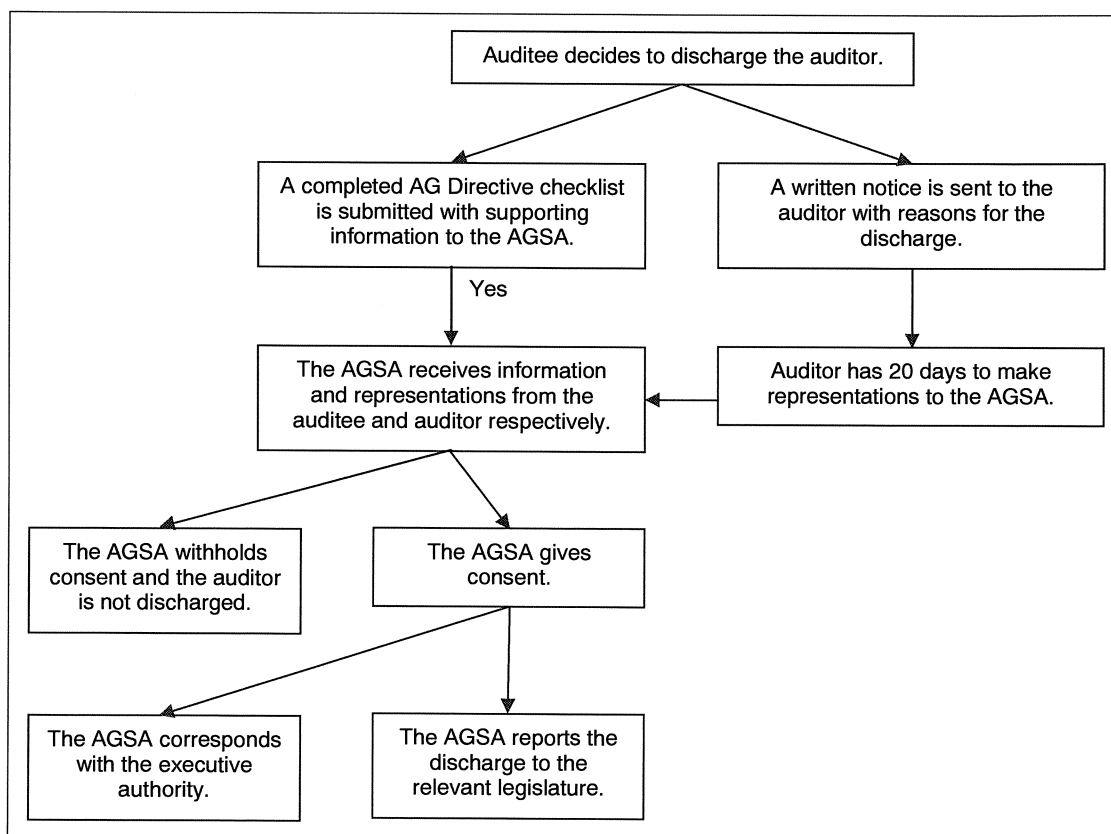 Auditee decides to discharge the auditor.
A completed AG Directive checklist
is submitted with supporting
information to the AGSA.
A written notice is sent to the
auditor with reasons for the
discharge.
Yes
The AGSA receives information
and representations from the
auditee and auditor respectively.
Auditor has 20 days to make
representations to the AGSA.
The AGSA withholds
consent and the auditor
is not discharged.
The AGSA gives
consent.
The AGSA corresponds
with the executive
authority.
The AGSA reports the
discharge to the
relevant legislature.